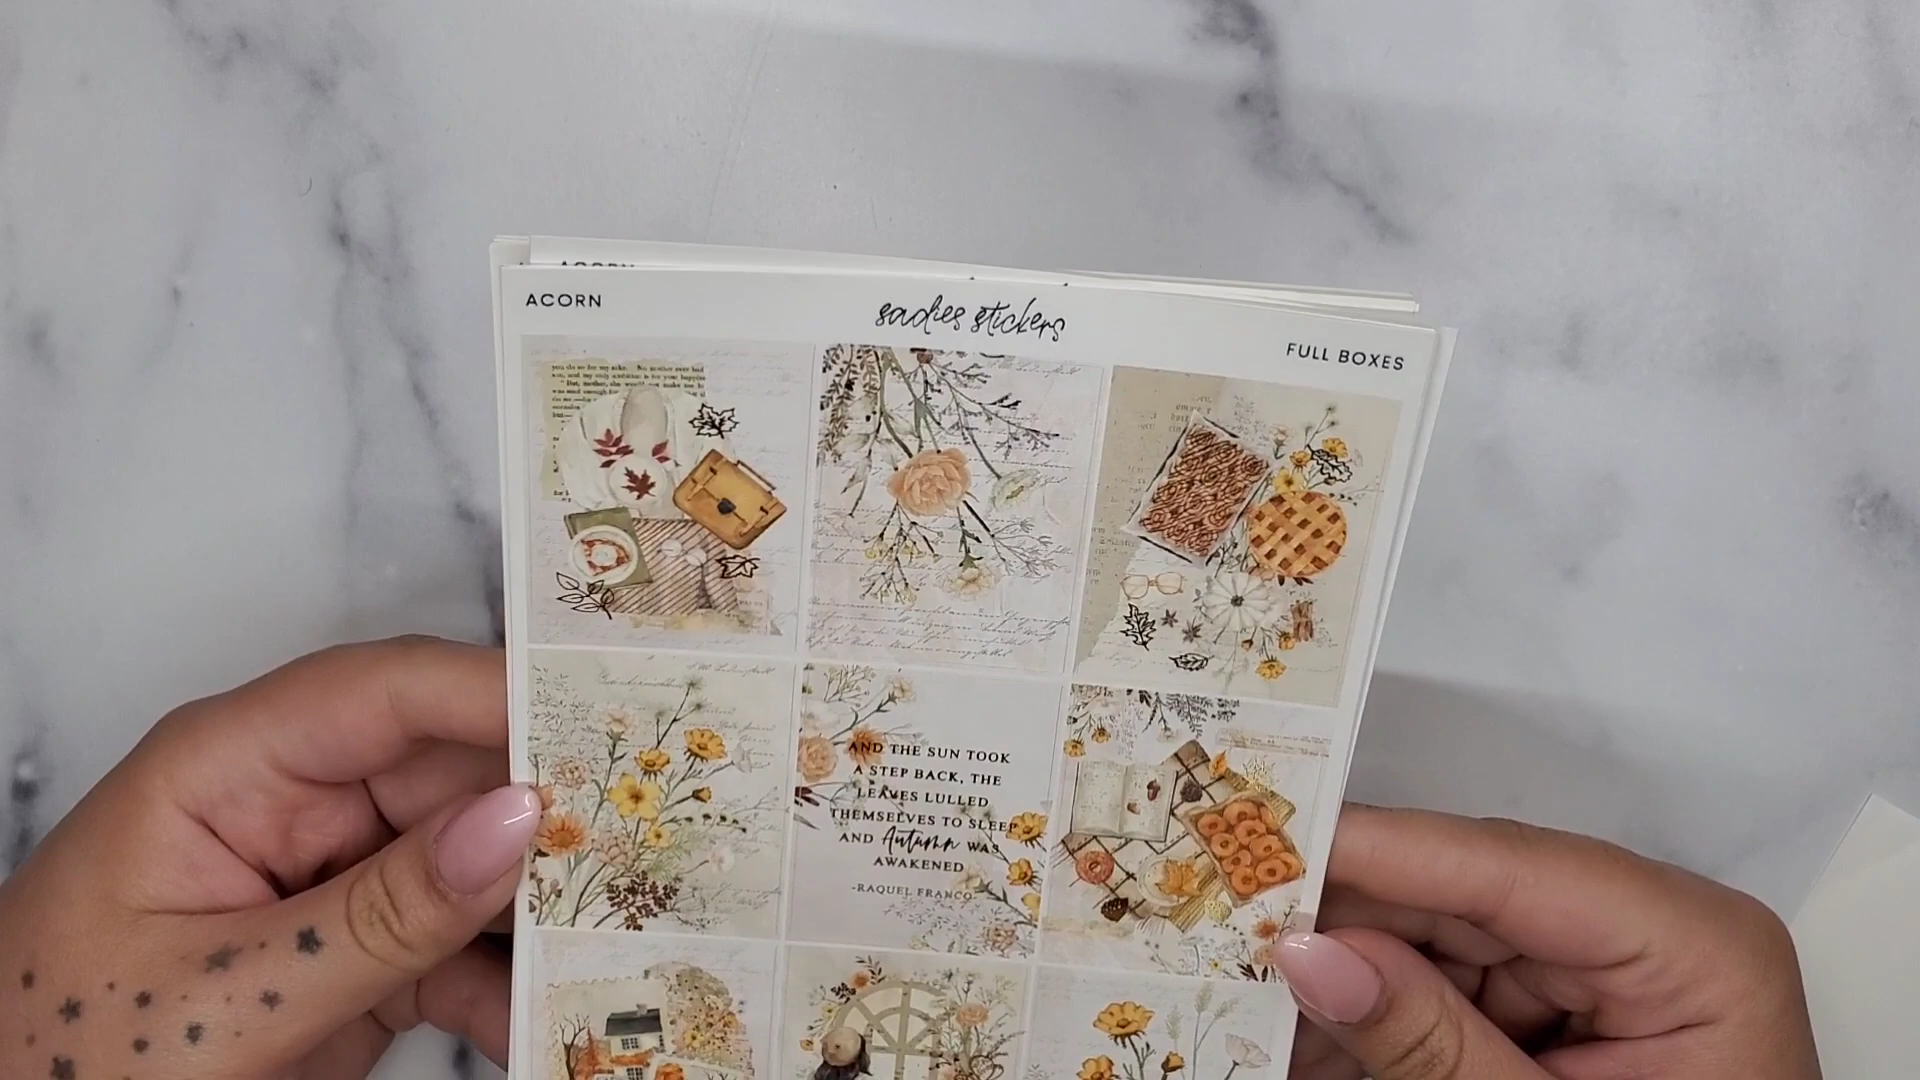 ACORN
ACORN
sadies stickers
FULL BOXES
AND THE SUN TOOK
A STEP BACK, THE
LEAVES LULLED
THEMSELVES TO SLEEP
AND Autumn WAS
AWAKENED
-RAQUEL FRANCO-